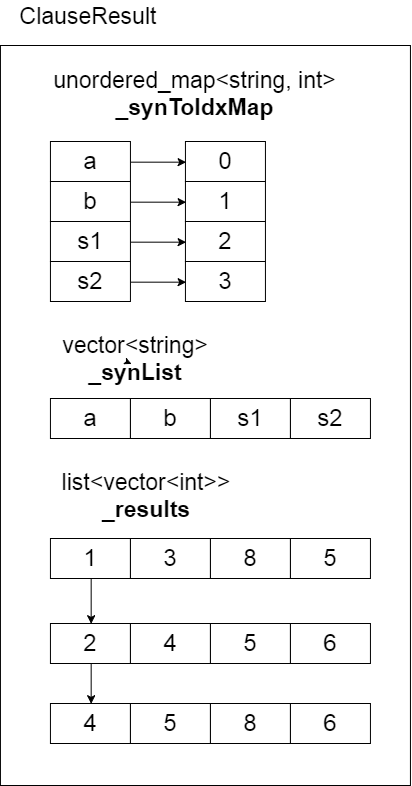 ClauseResult
unordered_map<string, int>
_synToIdxMap
a 0
b 1
s1 2
s2 3
vector<string>
_synList
a b s1 s2
list<vector<int>>
_results
1 3 8 5
2 4 5 6
4 5 8 6